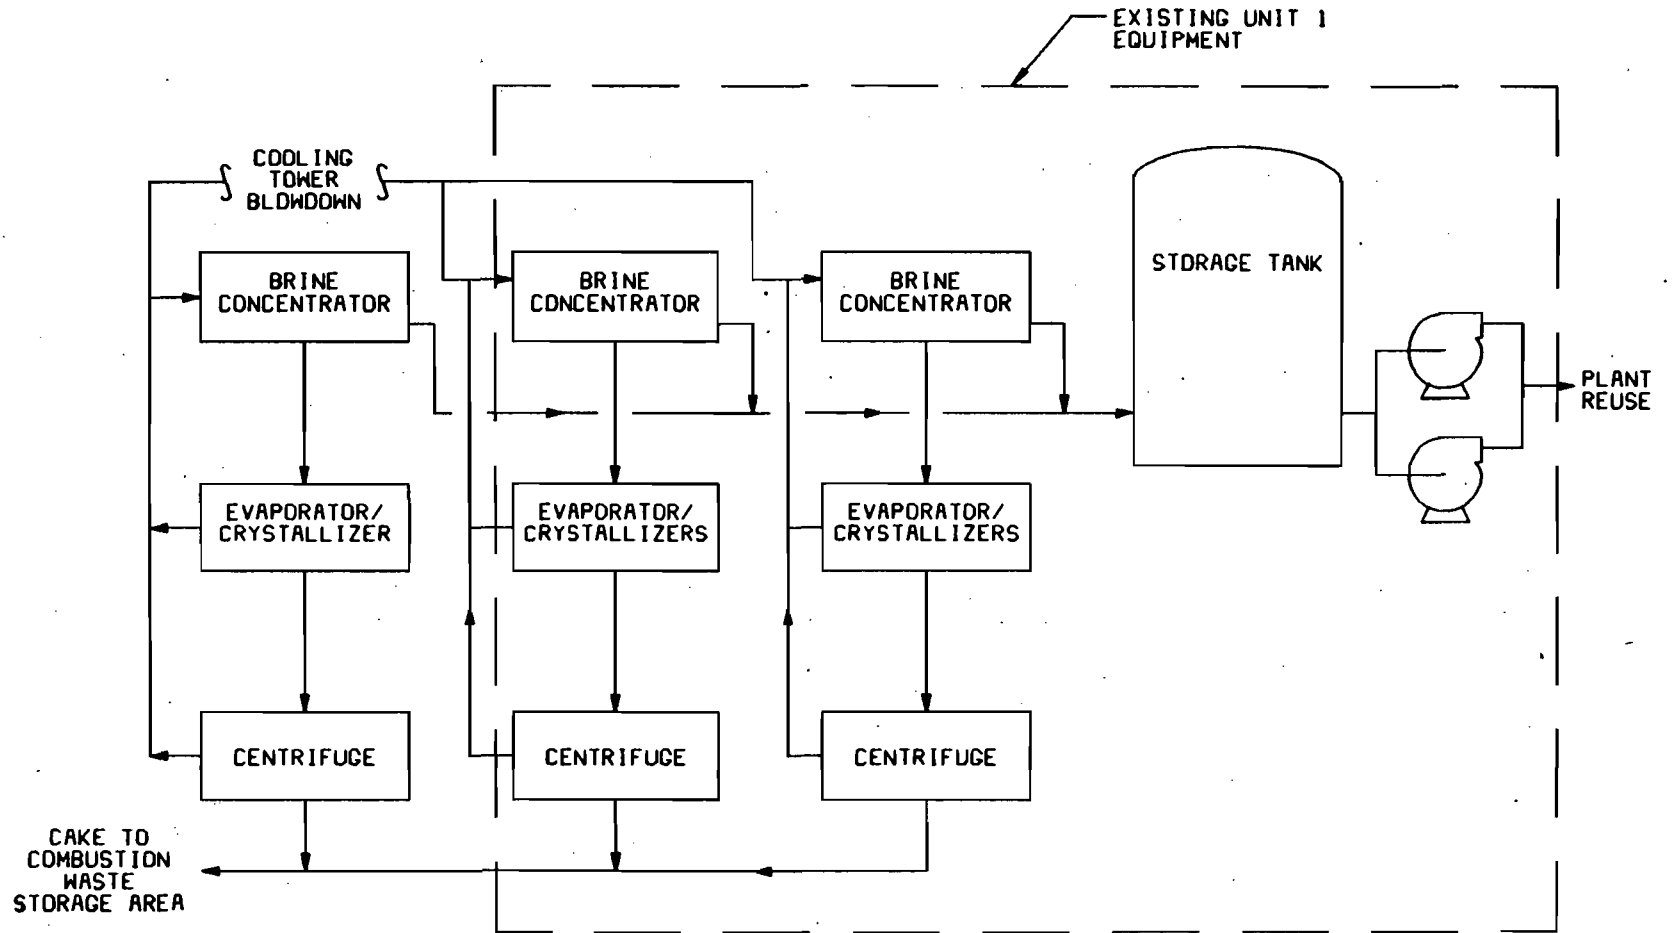 EXISTING UNIT 1
EQUIPMENT
COOLING
TOWER
BLOWDOWN
BRINE
CONCENTRATOR
BRINE
CONCENTRATOR
BRINE
CONCENTRATOR
STORAGE TANK
PLANT
REUSE
EVAPORATOR/
CRYSTALLIZER
EVAPORATOR/
CRYSTALLIZERS
EVAPORATOR/
CRYSTALLIZERS
CENTRIFUGE
CENTRIFUGE
CENTRIFUGE
CAKE TO
COMBUSTION
WASTE
STORAGE AREA